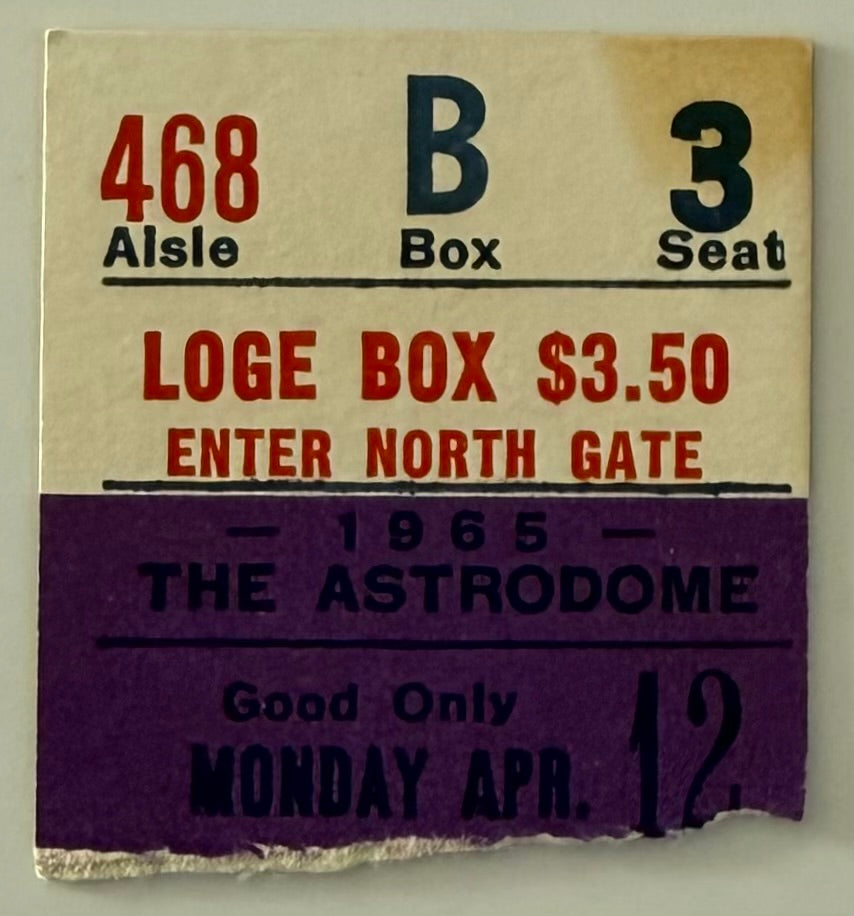 468 B 3
Aisle Box Seat
LOGE BOX $3.50
ENTER NORTH GATE
— 1965 —
THE ASTRODOME
Good Only
MONDAY APR. 12